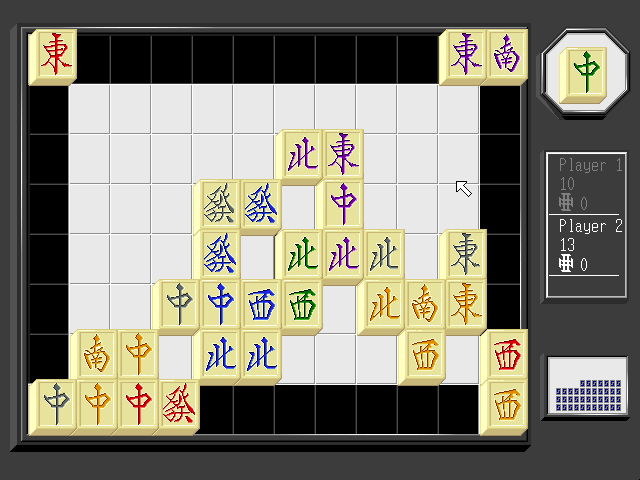 東 東 南
中
北 東
Player 1
10
0
發 發 中
Player 2
13
0
發 北 北 北 東
中 中 西 西 北 南 東
南 中 北 北 西 西
中 中 中 發 西